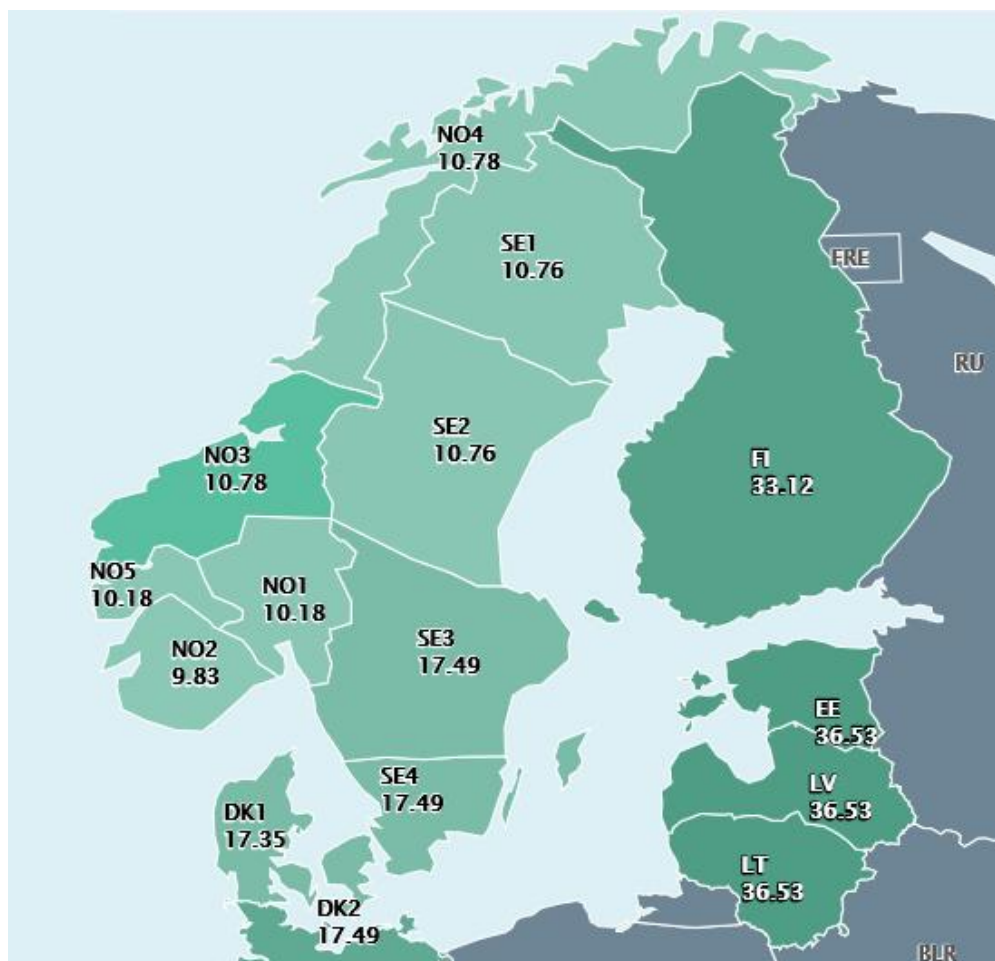 NO4
10.78
SE1
10.76
FRE
RU
SE2
10.76
NO3
10.78
FI
33.12
NO5
10.18
NO1
10.18
SE3
17.49
NO2
9.83
EE
36.53
SE4
17.49
LV
36.53
DK1
17.35
LT
36.53
DK2
17.49
BLR